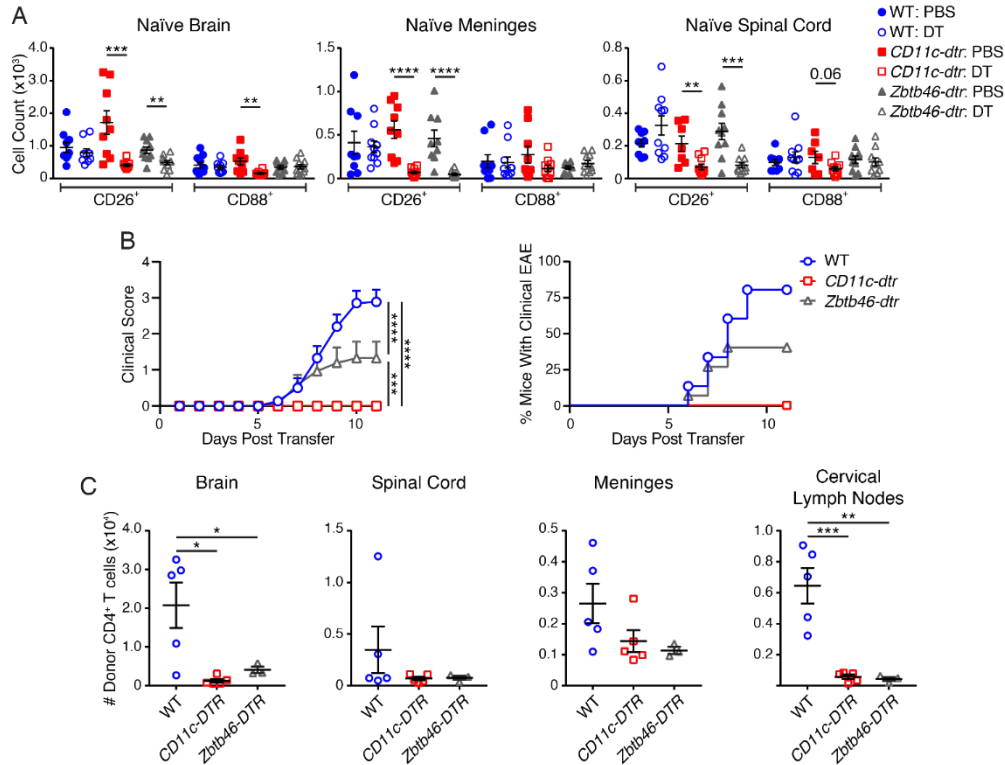 A
Naïve Brain
Naïve Meninges
Naïve Spinal Cord
WT: PBS
WT: DT
CD11c-dtr: PBS
CD11c-dtr: DT
Zbtb46-dtr: PBS
Zbtb46-dtr: DT
Cell Count (x10³)
4.0
3.0
2.0
1.0
0
***
**
**
CD26⁺
CD88⁺
1.5
1.0
0.5
0
****
****
CD26⁺
CD88⁺
1.0
0.8
0.6
0.4
0.2
0
**
***
0.06
CD26⁺
CD88⁺
B
Clinical Score
4
3
2
1
0
0
5
10
Days Post Transfer
****
***
****
% Mice With Clinical EAE
100
75
50
25
0
0
5
10
Days Post Transfer
WT
CD11c-dtr
Zbtb46-dtr
C
Brain
Spinal Cord
Meninges
Cervical
Lymph Nodes
# Donor CD4⁺ T cells (x10⁴)
4.0
3.0
2.0
1.0
0
*
*
WT
CD11c-DTR
Zbtb46-DTR
1.5
1.0
0.5
0
WT
CD11c-DTR
Zbtb46-DTR
0.5
0.4
0.3
0.2
0.1
0
WT
CD11c-DTR
Zbtb46-DTR
1.0
0.8
0.6
0.4
0.2
0
**
***
WT
CD11c-DTR
Zbtb46-DTR